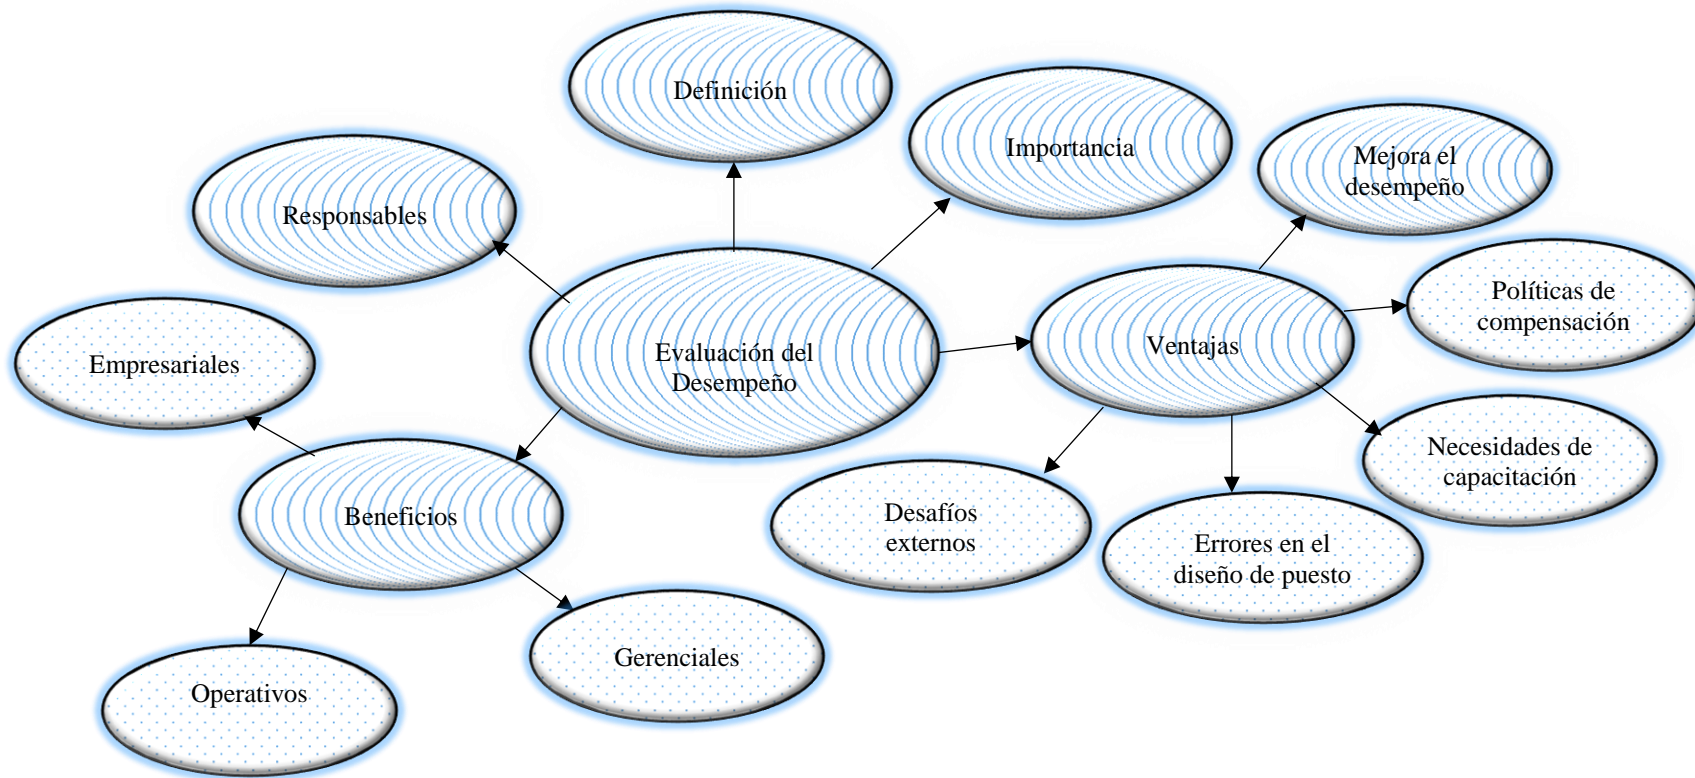 Definición
Importancia
Mejora el
desempeño
Responsables
Políticas de
compensación
Evaluación del
Desempeño
Ventajas
Empresariales
Necesidades de
capacitación
Beneficios
Desafíos
externos
Errores en el
diseño de puesto
Gerenciales
Operativos